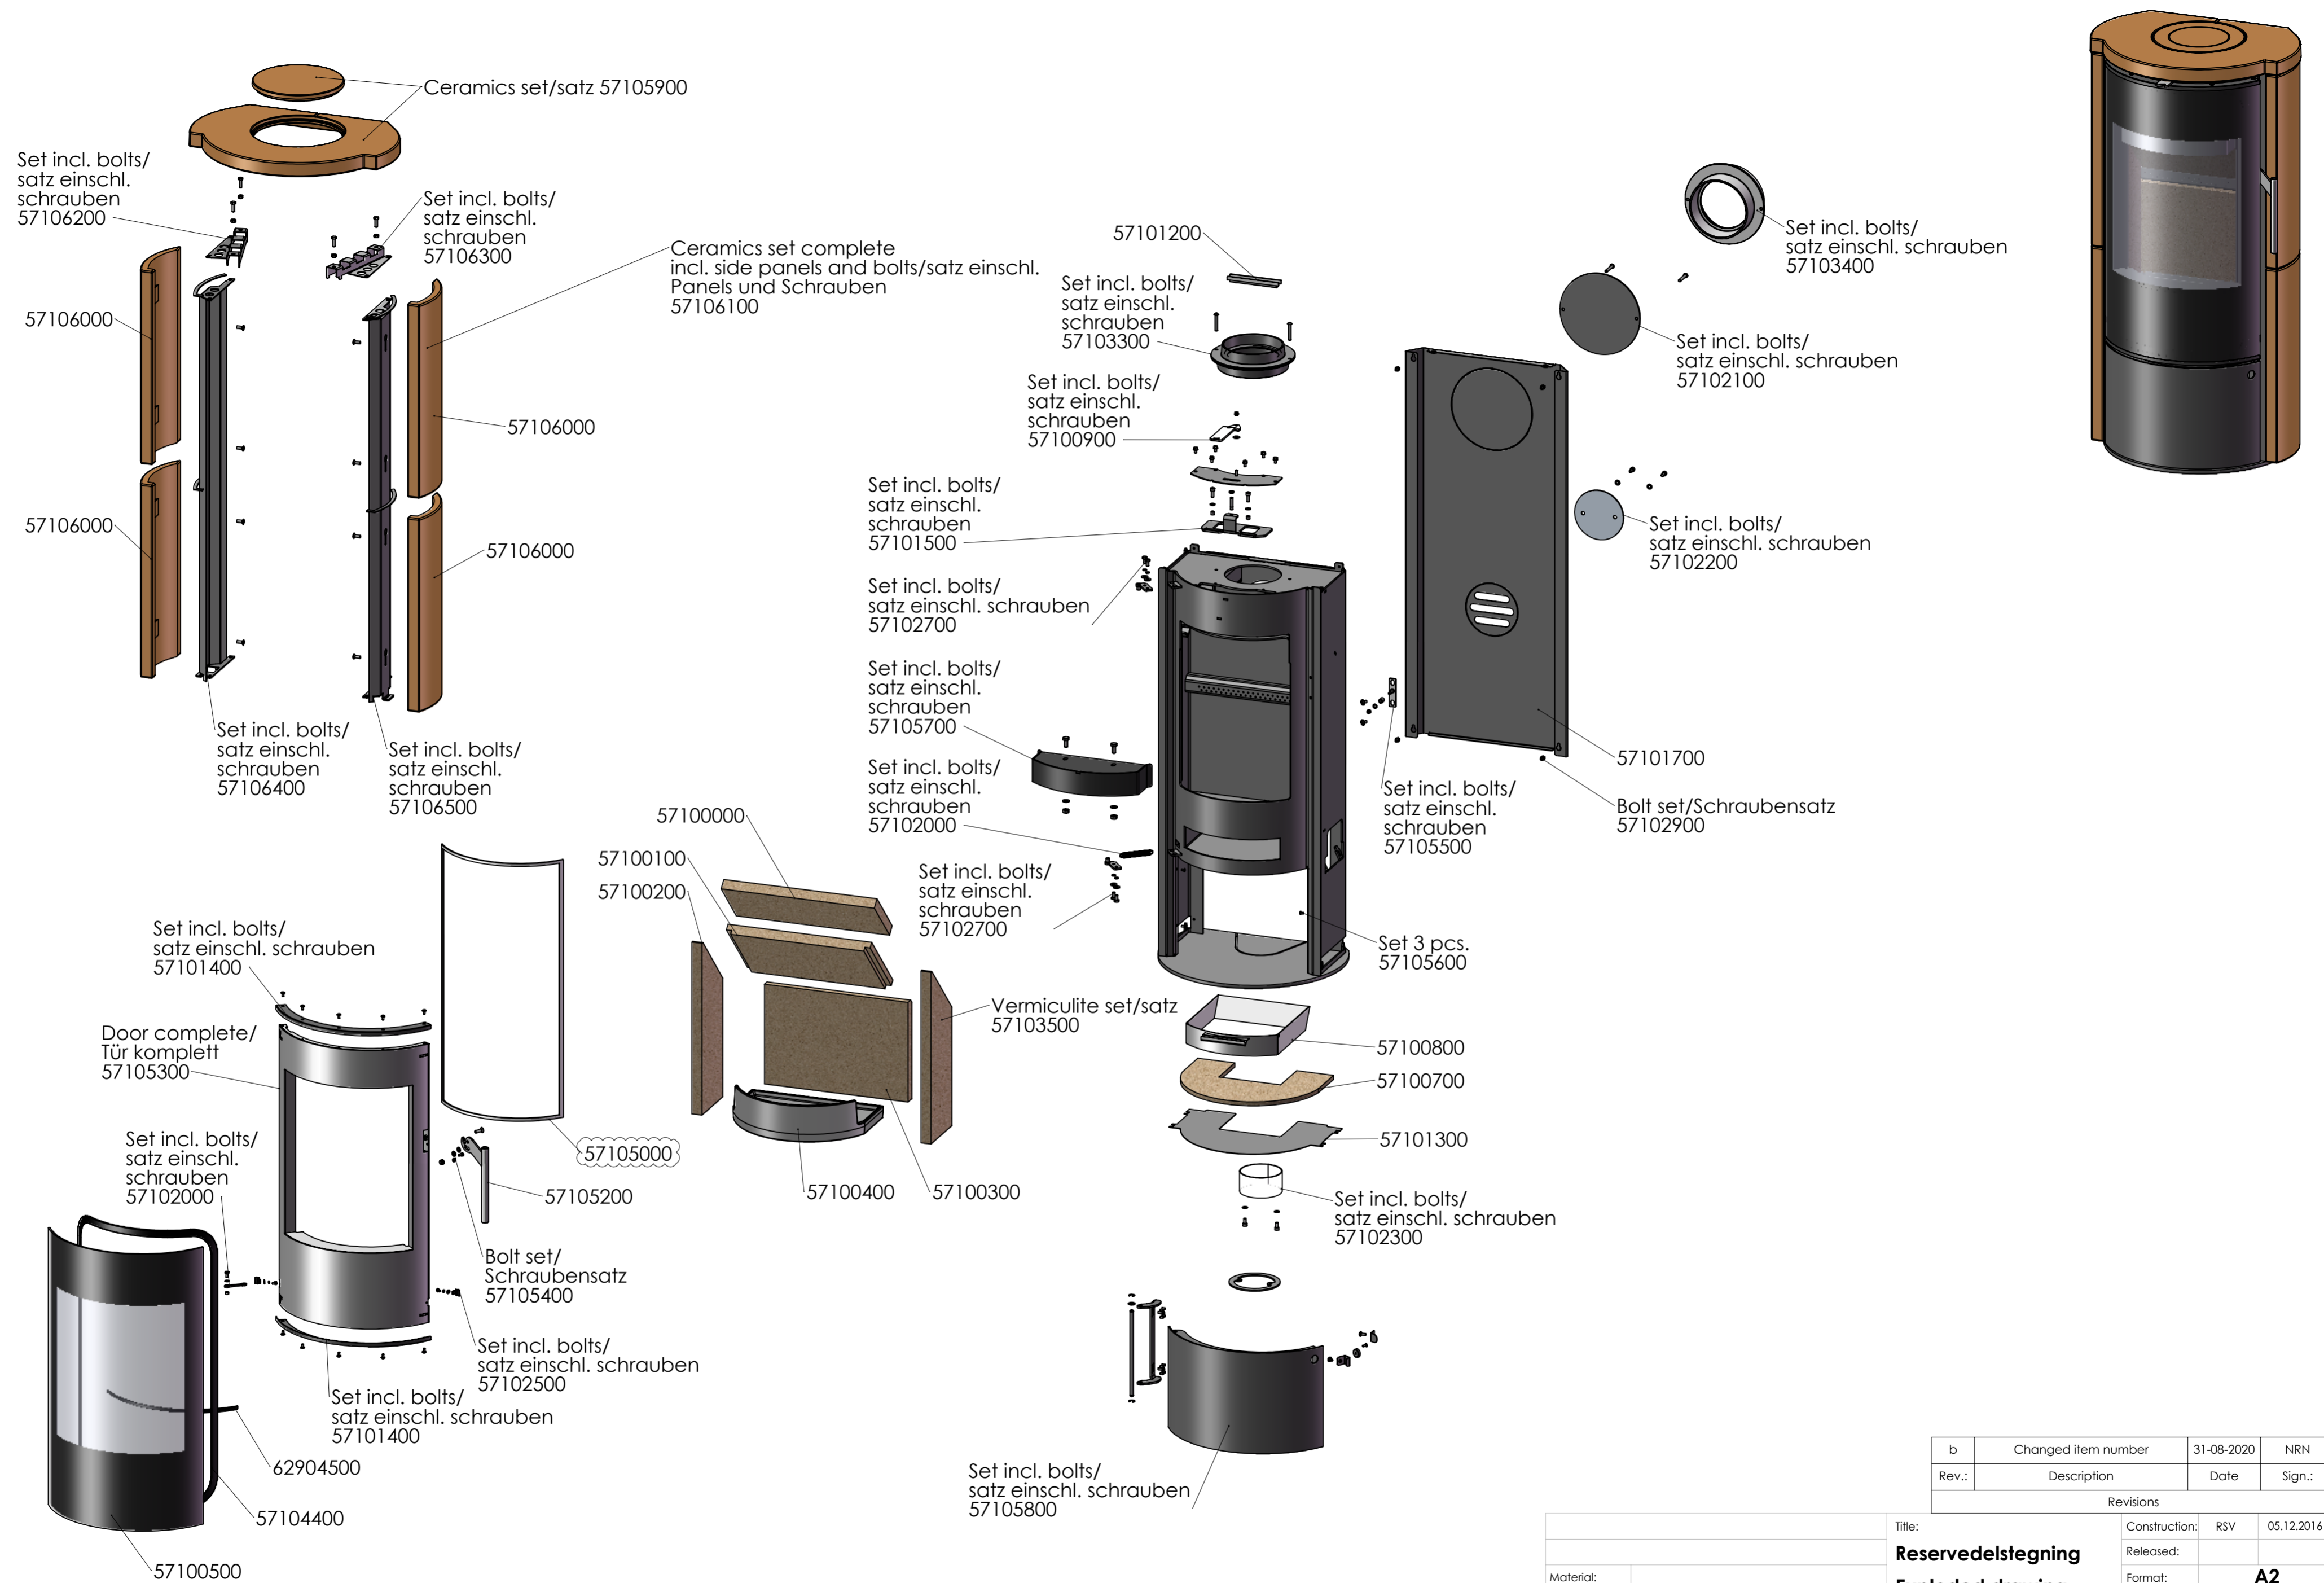 Ceramics set/satz 57105900
Set incl. bolts/
satz einschl.
schrauben
57106200
Set incl. bolts/
satz einschl.
schrauben
57106300
Ceramics set complete
incl. side panels and bolts/satz einschl.
Panels und Schrauben
57106100
57106000
57106000
57106000
57106000
Set incl. bolts/
satz einschl.
schrauben
57106400
Set incl. bolts/
satz einschl.
schrauben
57106500
57101200
Set incl. bolts/
satz einschl.
schrauben
57103300
Set incl. bolts/
satz einschl.
schrauben
57100900
Set incl. bolts/
satz einschl.
schrauben
57101500
Set incl. bolts/
satz einschl. schrauben
57102700
Set incl. bolts/
satz einschl.
schrauben
57105700
Set incl. bolts/
satz einschl.
schrauben
57102000
Set incl. bolts/
satz einschl.
schrauben
57102700
Set incl. bolts/
satz einschl. schrauben
57103400
Set incl. bolts/
satz einschl. schrauben
57102100
Set incl. bolts/
satz einschl. schrauben
57102200
57101700
Bolt set/Schraubensatz
57102900
Set incl. bolts/
satz einschl.
schrauben
57105500
Set 3 pcs.
57105600
57100000
57100100
57100200
Vermiculite set/satz
57103500
57100400
57100300
57100800
57100700
57101300
Set incl. bolts/
satz einschl. schrauben
57102300
Set incl. bolts/
satz einschl. schrauben
57105800
Set incl. bolts/
satz einschl. schrauben
57101400
Door complete/
Tür komplett
57105300
Set incl. bolts/
satz einschl.
schrauben
57102000
57105000
57105200
Bolt set/
Schraubensatz
57105400
Set incl. bolts/
satz einschl. schrauben
57102500
Set incl. bolts/
satz einschl. schrauben
57101400
62904500
57104400
57100500
b Changed item number 31-08-2020 NRN
Rev.: Description Date Sign.:
Revisions
Title: Construction: RSV 05.12.2016
Reservedelstegning Released:
Material: Format: A2